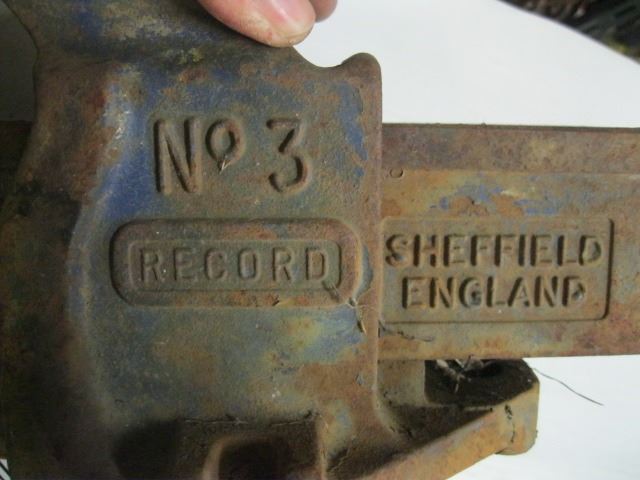 Nº 3
RECORD
SHEFFIELD
ENGLAND